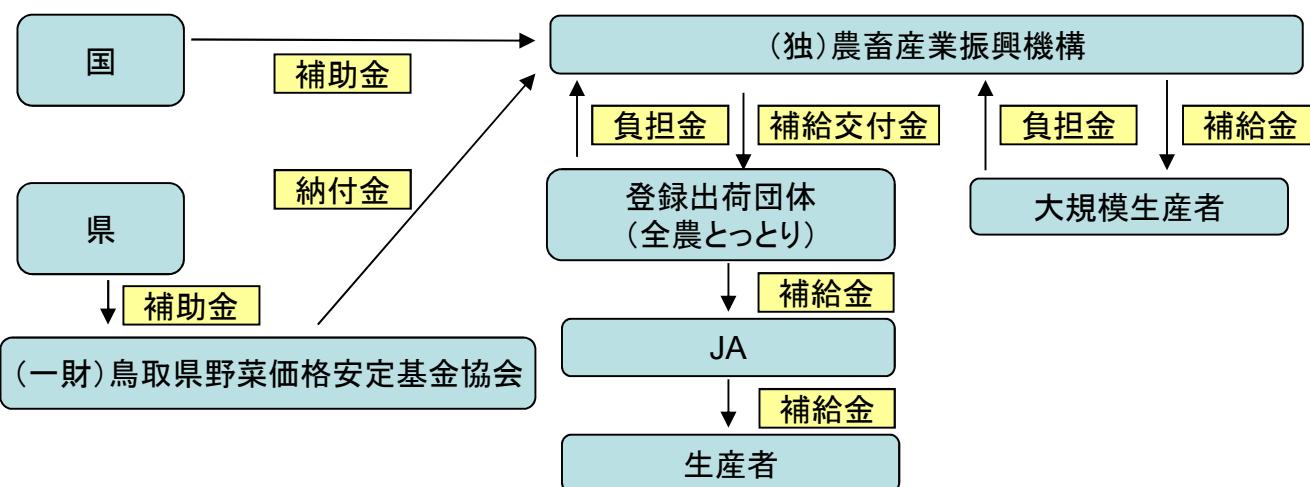 国
補助金
(独)農畜産業振興機構
負担金
補給交付金
負担金
補給金
県
納付金
登録出荷団体
(全農とっとり)
大規模生産者
補助金
補給金
(一財)鳥取県野菜価格安定基金協会
JA
補給金
生産者